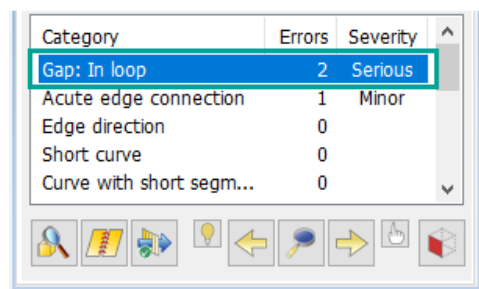 Category Errors Severity
Gap: In loop 2 Serious
Acute edge connection 1 Minor
Edge direction 0
Short curve 0
Curve with short segm... 0